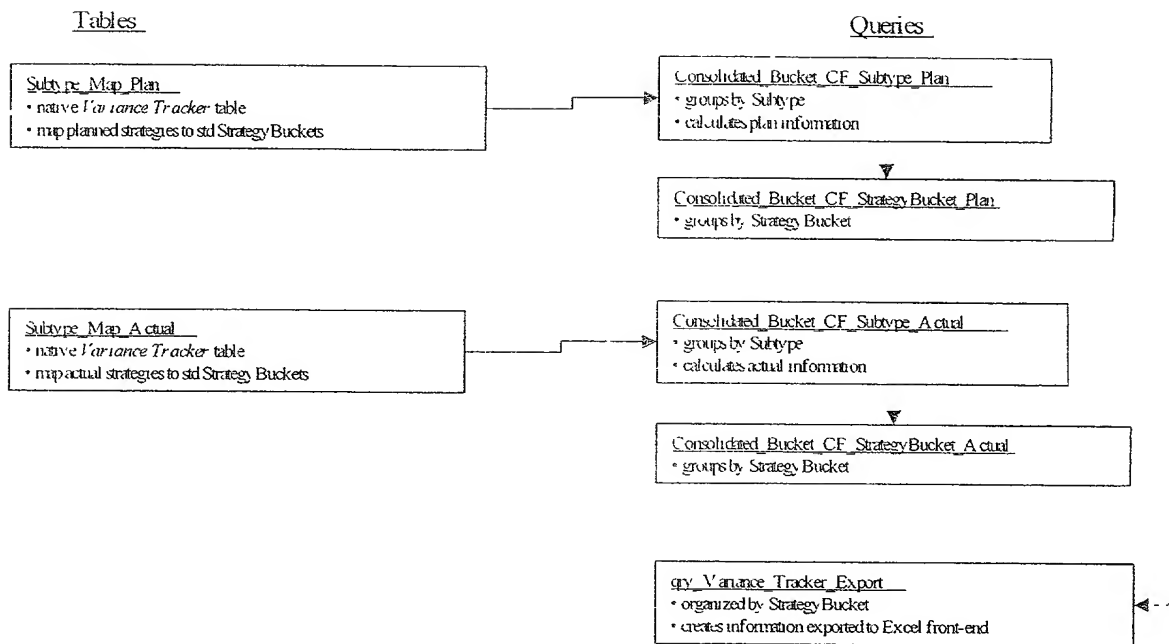 Tables
Queries
Subtype_Map_Plan
• native Variance Tracker table
• map planned strategies to std Strategy Buckets
Consolidated_Bucket_CF_Subtype_Plan
• groups by Subtype
• calculates plan information
Consolidated_Bucket_CF_StrategyBucket_Plan
• groups by Strategy Bucket
Subtype_Map_Actual
• native Variance Tracker table
• map actual strategies to std Strategy Buckets
Consolidated_Bucket_CF_Subtype_Actual
• groups by Subtype
• calculates actual information
Consolidated_Bucket_CF_StrategyBucket_Actual
• groups by Strategy Bucket
qry_Variance_Tracker_Export
• organized by Strategy Bucket
• creates information exported to Excel front-end